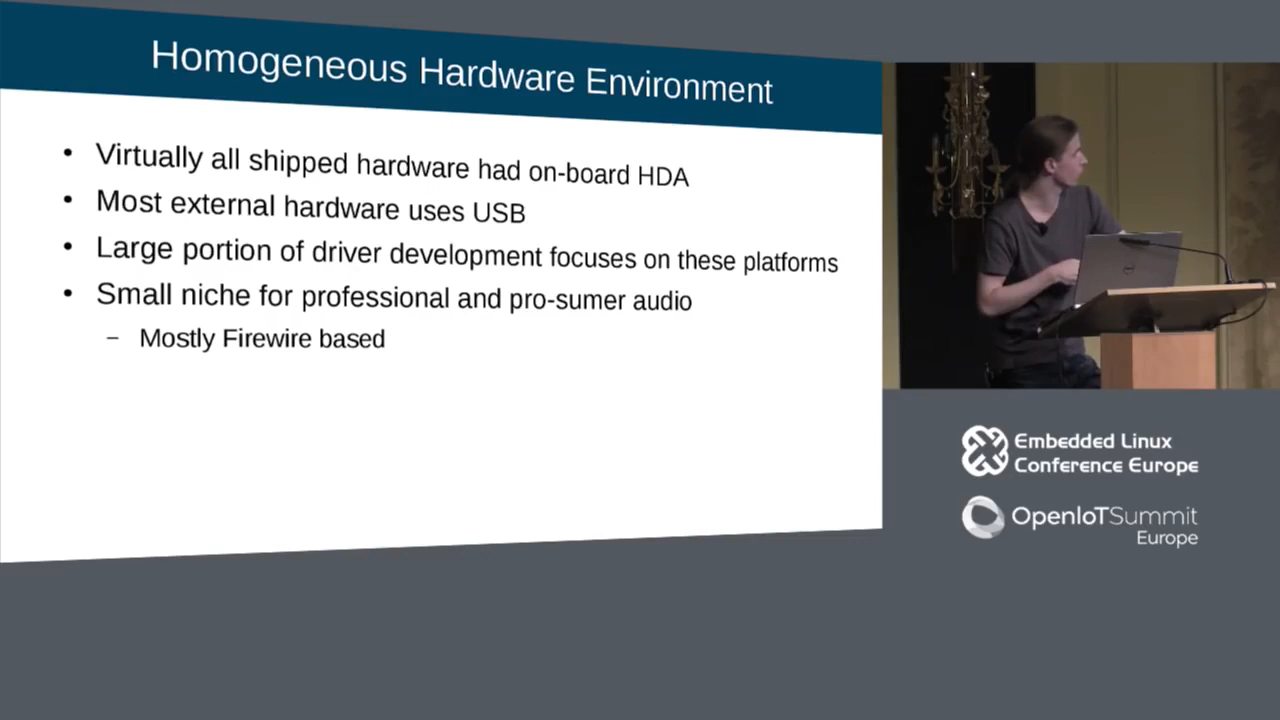 Homogeneous Hardware Environment
• Virtually all shipped hardware had on-board HDA
• Most external hardware uses USB
• Large portion of driver development focuses on these platforms
• Small niche for professional and pro-sumer audio
– Mostly Firewire based
Embedded Linux
Conference Europe
OpenIoTSummit
Europe